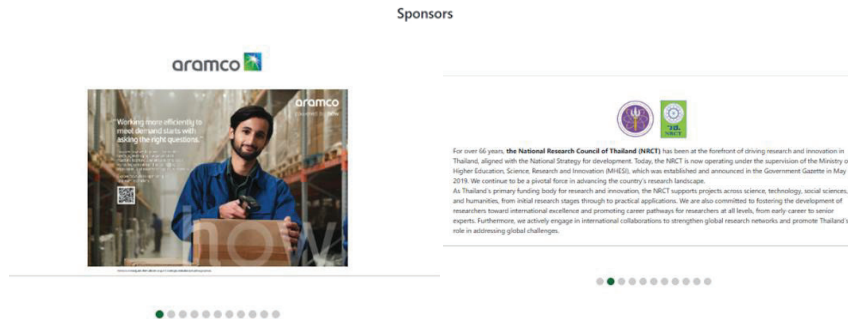 Sponsors
aramco
aramco
powered by how
"Working more efficiently to
meet demand starts with
asking the right questions."
how
วช.
NRCT
For over 66 years, the National Research Council of Thailand (NRCT) has been at the forefront of driving research and innovation in
Thailand, aligned with the National Strategy for development. Today, the NRCT is now operating under the supervision of the Ministry o
Higher Education, Science, Research and Innovation (MHESI), which was established and announced in the Government Gazette in May
2019. We continue to be a pivotal force in advancing the country's research landscape.
As Thailand's primary funding body for research and innovation, the NRCT supports projects across science, technology, social sciences,
and humanities, from initial research stages through to practical applications. We are also committed to fostering the development of
researchers toward international excellence and promoting career pathways for researchers at all levels, from early-career to senior
experts. Furthermore, we actively engage in international collaborations to strengthen global research networks and promote Thailand's
role in addressing global challenges.